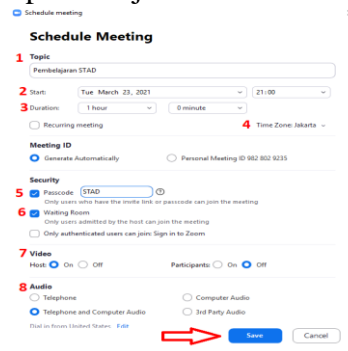 Schedule meeting
Schedule Meeting
1 Topic
Pembelajaran STAD
2 Start: Tue March 23, 2021 21:00
3 Duration: 1 hour 0 minute
Recurring meeting 4 Time Zone: Jakarta
Meeting ID
Generate Automatically Personal Meeting ID 982 802 9235
Security
5 Passcode STAD
Only users who have the invite link or passcode can join the meeting
6 Waiting Room
Only users admitted by the host can join the meeting
Only authenticated users can join: Sign in to Zoom
7 Video
Host: On Off Participants: On Off
8 Audio
Telephone Computer Audio
Telephone and Computer Audio 3rd Party Audio
Dial in from United States Edit
Save Cancel